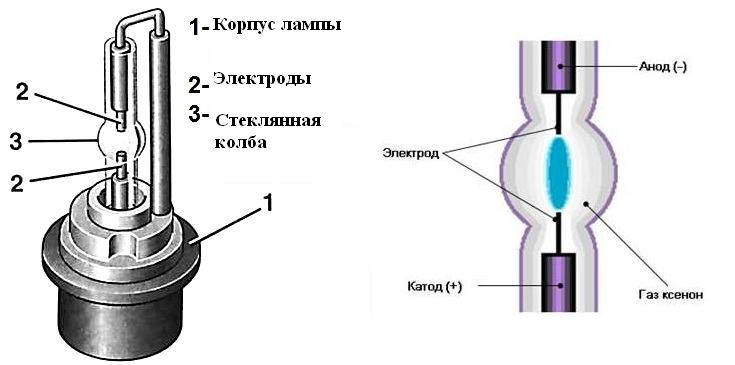 1- Корпус лампы
2
2- Электроды
3- Стеклянная
колба
3
2
1
Анод (–)
Электрод
Катод (+)
Газ ксенон